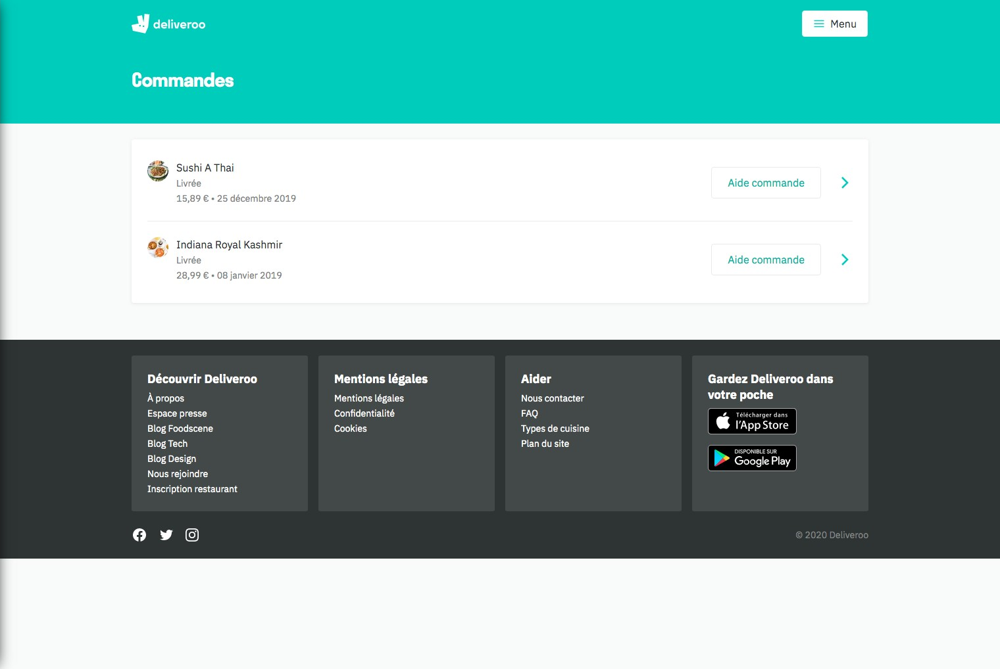 deliveroo
Menu
Commandes
Sushi A Thai
Livrée
15,89 € • 25 décembre 2019
Aide commande
Indiana Royal Kashmir
Livrée
28,99 € • 08 janvier 2019
Aide commande
Découvrir Deliveroo
À propos
Espace presse
Blog Foodscene
Blog Tech
Blog Design
Nous rejoindre
Inscription restaurant
Mentions légales
Mentions légales
Confidentialité
Cookies
Aider
Nous contacter
FAQ
Types de cuisine
Plan du site
Gardez Deliveroo dans
votre poche
Télécharger dans
l'App Store
DISPONIBLE SUR
Google Play
© 2020 Deliveroo